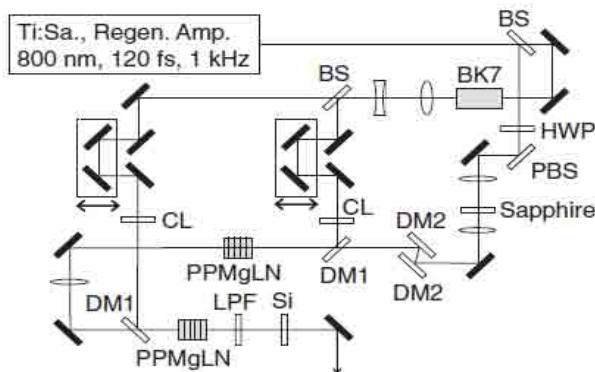 Ti:Sa., Regen. Amp.
800 nm, 120 fs, 1 kHz
BS
BS
BK7
HWP
PBS
Sapphire
CL
CL
DM2
PPMgLN
DM1
DM2
DM1
LPF
Si
PPMgLN